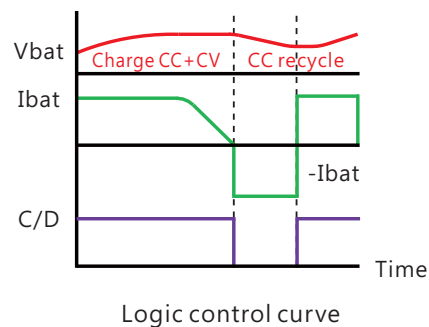 Vbat
Charge CC+CV
CC recycle
Ibat
-Ibat
C/D
Time
Logic control curve